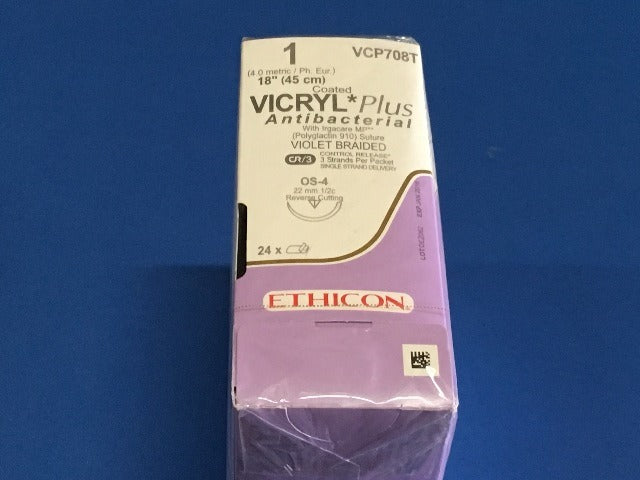 1
VCP708T
(4.0 metric / Ph. Eur.)
18" (45 cm)
Coated
VICRYL* Plus
Antibacterial
With Irgacare MP**
(Polyglactin 910) Suture
VIOLET BRAIDED
CR/3
CONTROL RELEASE*
3 Strands Per Packet
SINGLE STRAND DELIVERY
OS-4
22 mm 1/2c
Reverse Cutting
24 x
ETHICON